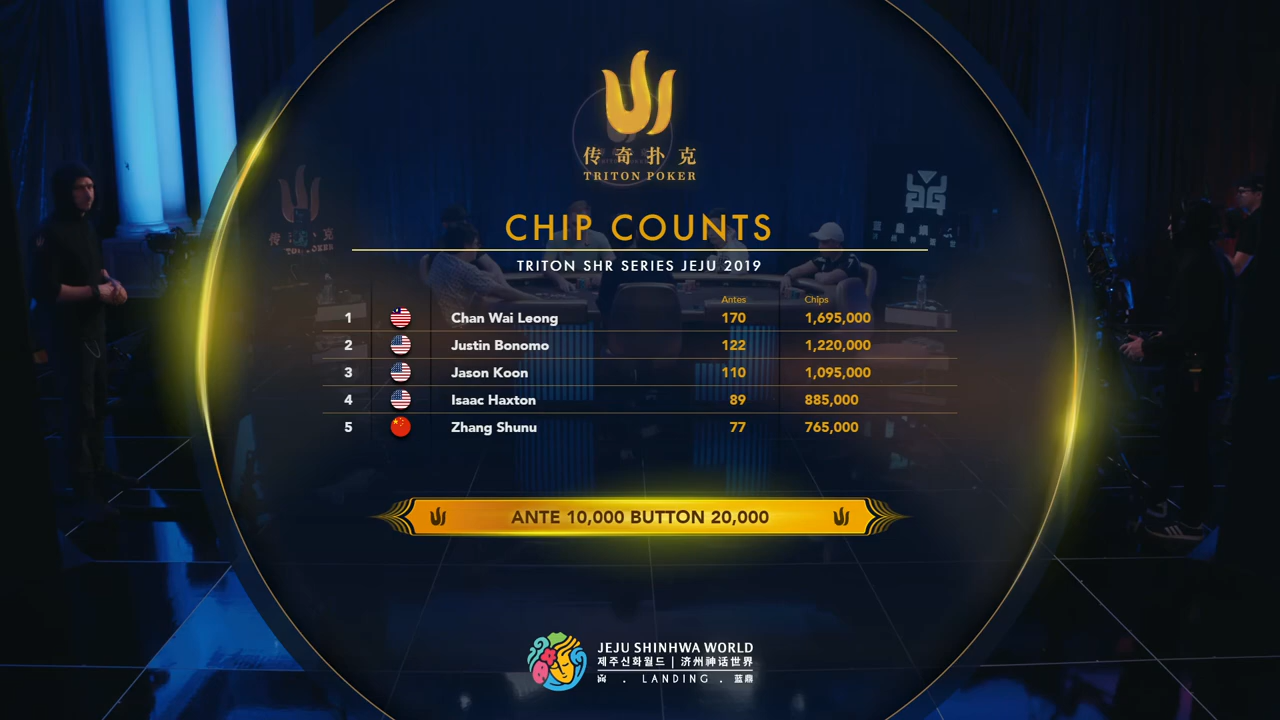 传奇扑克
TRITON POKER
CHIP COUNTS
TRITON SHR SERIES JEJU 2019
Antes Chips
1 Chan Wai Leong 170 1,695,000
2 Justin Bonomo 122 1,220,000
3 Jason Koon 110 1,095,000
4 Isaac Haxton 89 885,000
5 Zhang Shunu 77 765,000
ANTE 10,000 BUTTON 20,000
JEJU SHINHWA WORLD
제주신화월드 | 济州神话世界
. LANDING . 蓝鼎